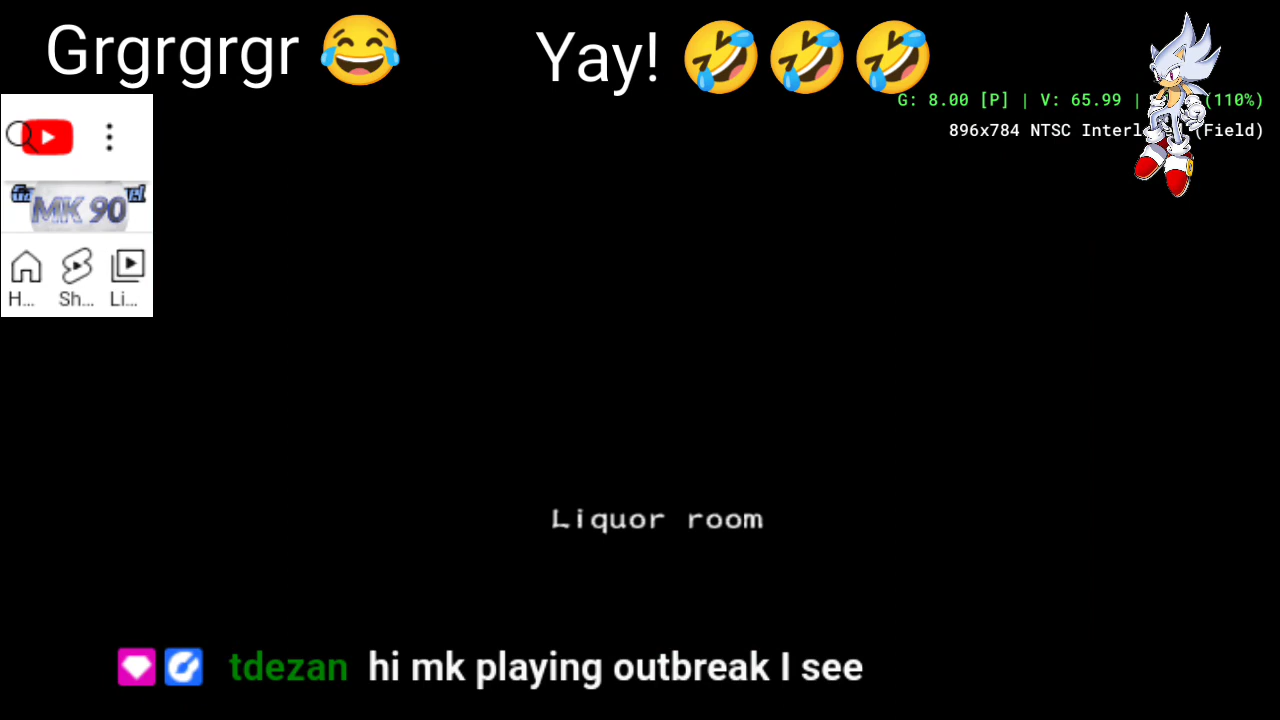 Grgrgrgr 😂
Yay! 🤣🤣🤣
G: 8.00 [P] | V: 65.99 | (110%)
896x784 NTSC (Field)
MK 90
H...
Sh...
Li...
Liquor room
tdezan hi mk playing outbreak I see